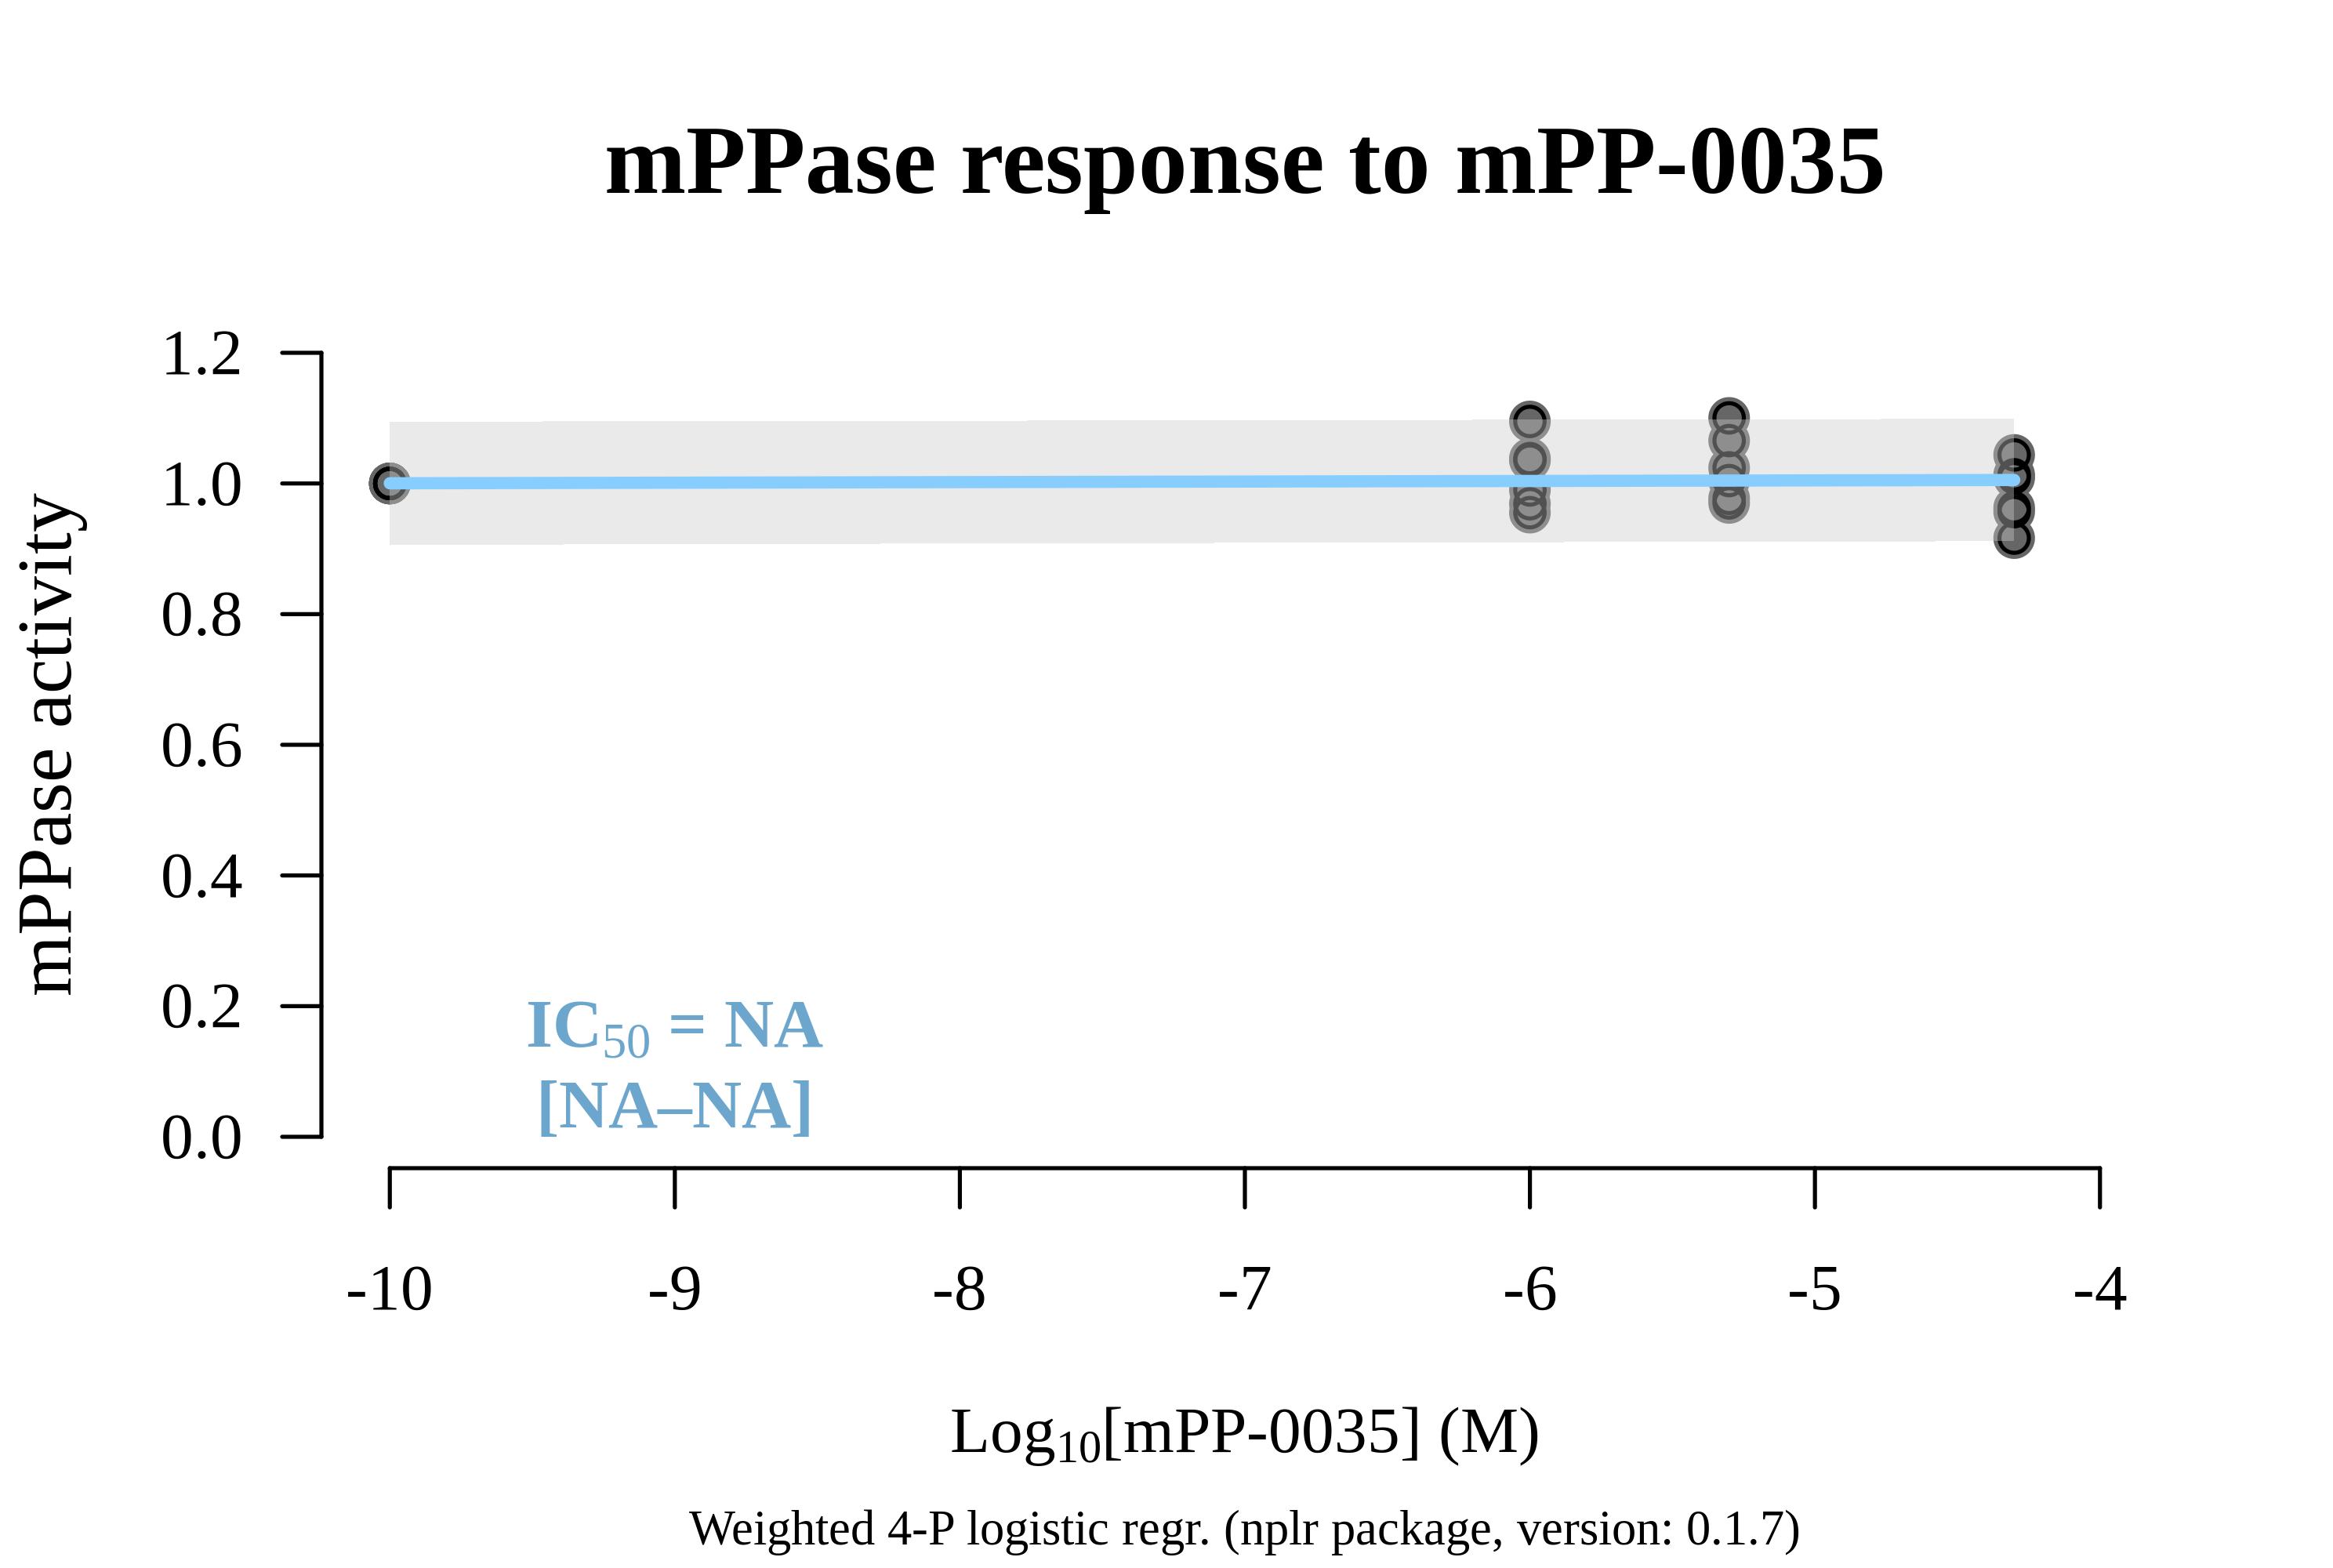 mPPase response to mPP-0035
mPPase activity
1.2
1.0
0.8
0.6
0.4
0.2
0.0
IC50 = NA
[NA–NA]
-10 -9 -8 -7 -6 -5 -4
Log10[mPP-0035] (M)
Weighted 4-P logistic regr. (nplr package, version: 0.1.7)